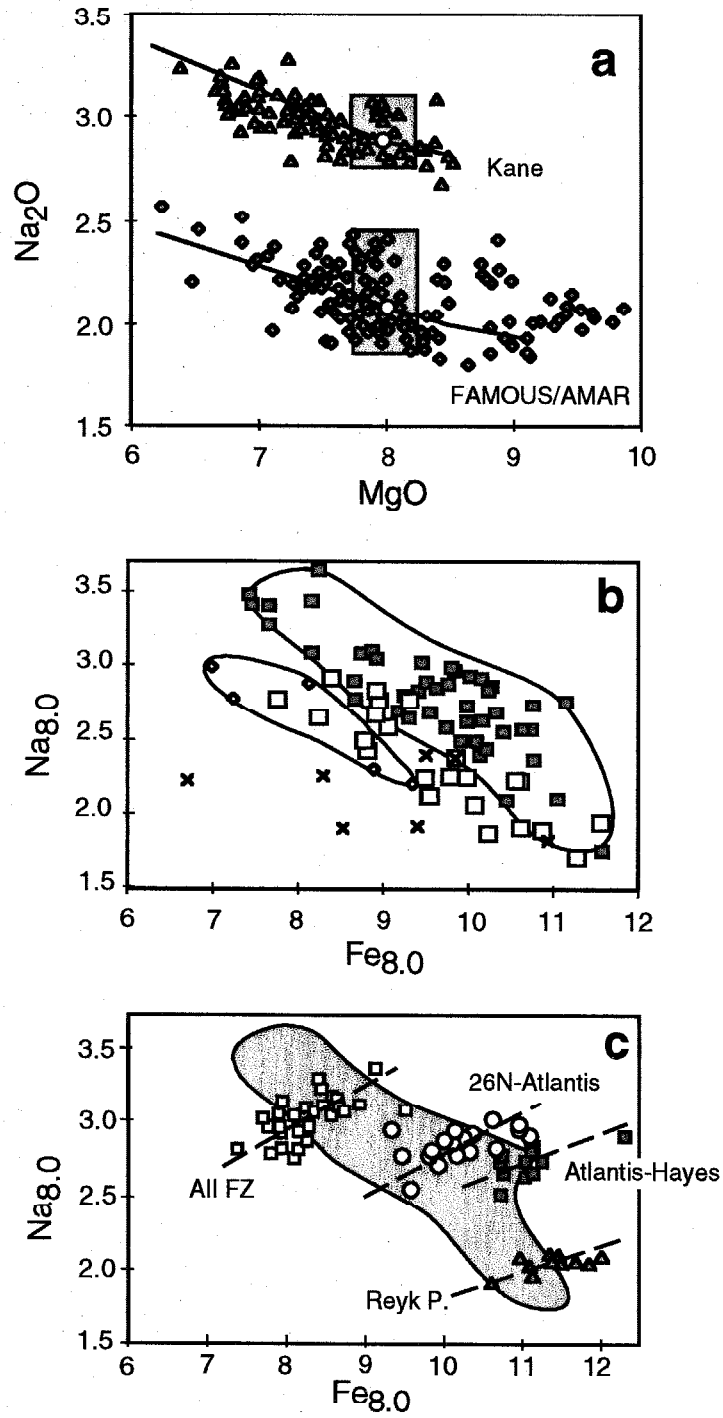 3.5
3.0
2.5
2.0
1.5
Na2O
a
Kane
FAMOUS/AMAR
6 7 8 9 10
MgO
3.5
3.0
2.5
2.0
1.5
Na8.0
b
6 7 8 9 10 11 12
Fe8.0
3.5
3.0
2.5
2.0
1.5
Na8.0
c
26N-Atlantis
Atlantis-Hayes
All FZ
Reyk P.
6 7 8 9 10 11 12
Fe8.0